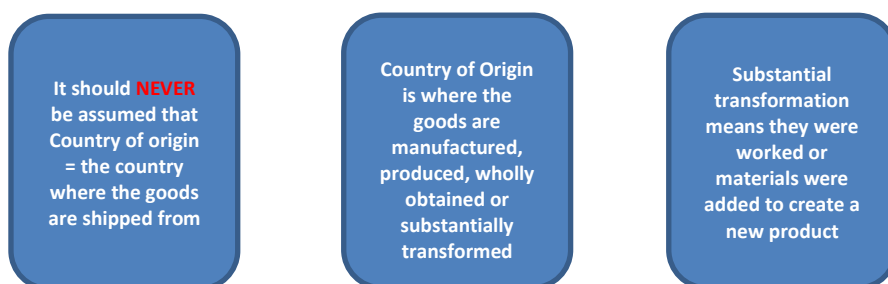 It should NEVER
be assumed that
Country of origin
= the country
where the goods
are shipped from
Country of Origin
is where the
goods are
manufactured,
produced, wholly
obtained or
substantially
transformed
Substantial
transformation
means they were
worked or
materials were
added to create a
new product